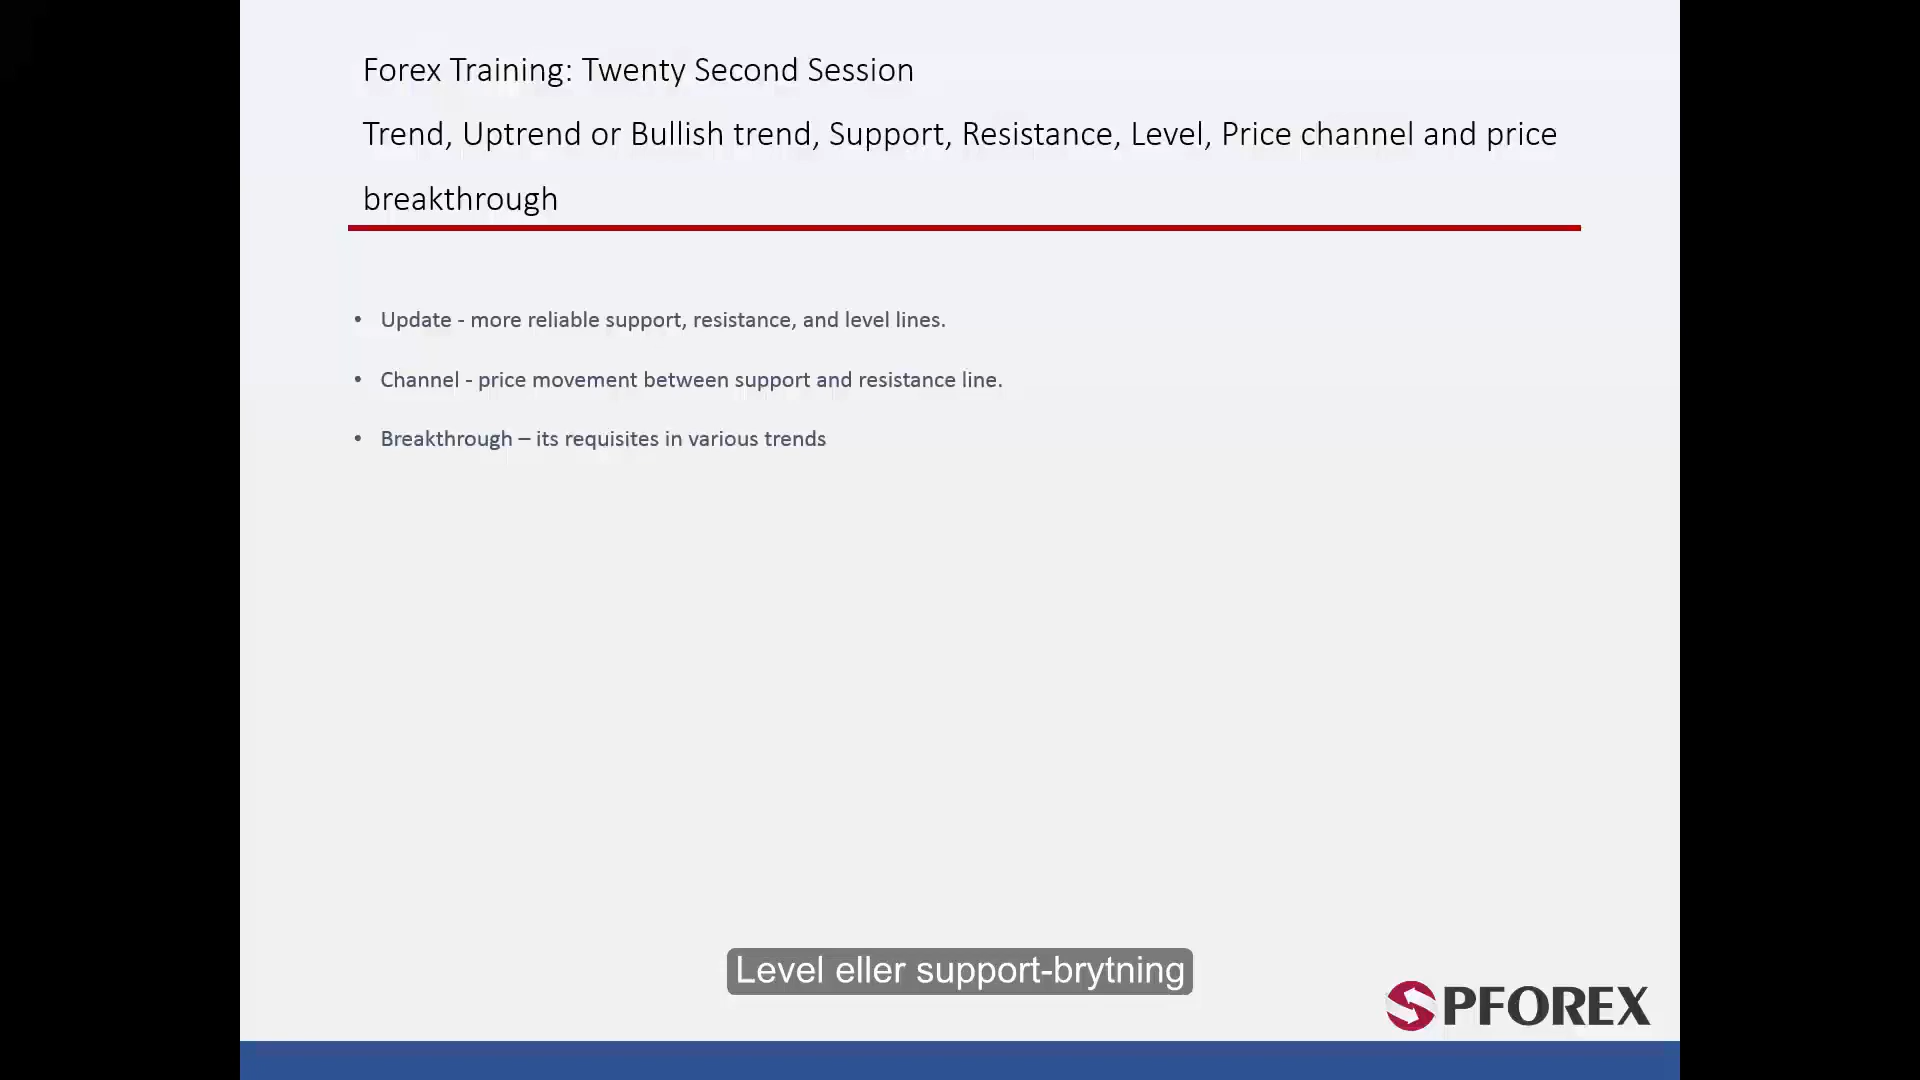 Forex Training: Twenty Second Session
Trend, Uptrend or Bullish trend, Support, Resistance, Level, Price channel and price
breakthrough
• Update - more reliable support, resistance, and level lines.
• Channel - price movement between support and resistance line.
• Breakthrough – its requisites in various trends
Level eller support-brytning
SPFOREX